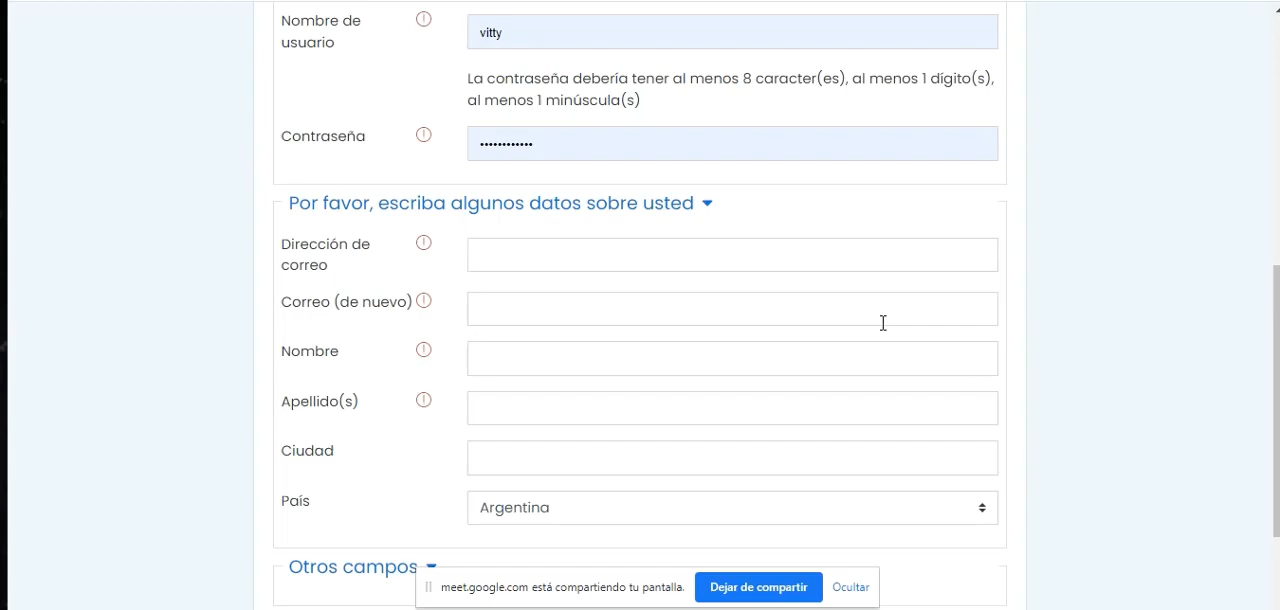 Nombre de
usuario
vitty
La contraseña debería tener al menos 8 caracter(es), al menos 1 dígito(s),
al menos 1 minúscula(s)
Contraseña
••••••••••••
Por favor, escriba algunos datos sobre usted
Dirección de
correo
Correo (de nuevo)
Nombre
Apellido(s)
Ciudad
País
Argentina
Otros campos
meet.google.com está compartiendo tu pantalla.
Dejar de compartir
Ocultar